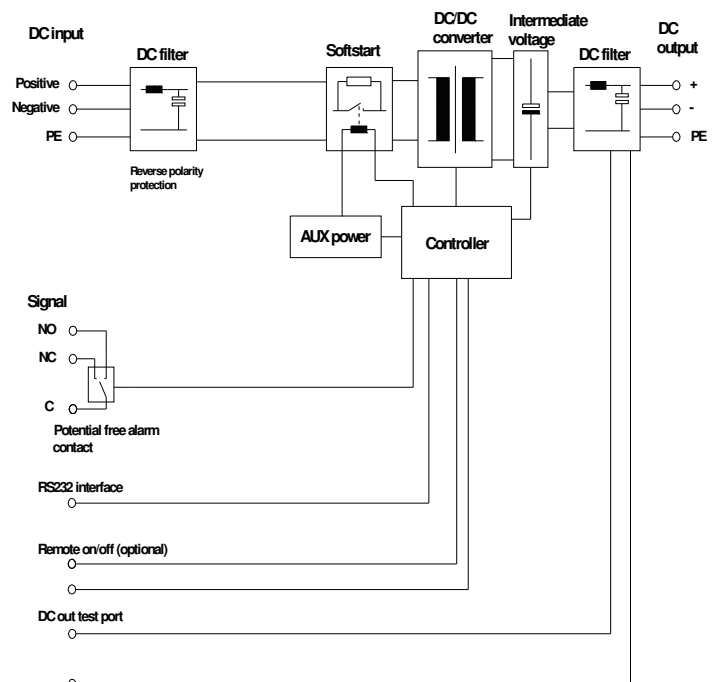 DC input
DC filter
Softstart
DC/DC
converter
Intermediate
voltage
DC filter
DC
output
Positive
Negative
PE
+
-
PE
Reverse polarity
protection
AUX power
Controller
Signal
NO
NC
C
Potential free alarm
contact
RS232 interface
Remote on/off (optional)
DC out test port